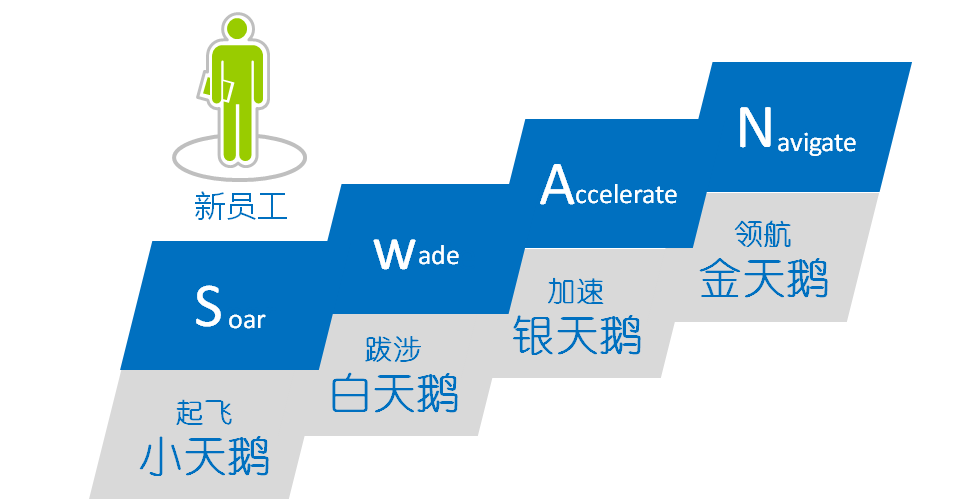 新员工
Soar
起飞
小天鹅
Wade
跋涉
白天鹅
Accelerate
加速
银天鹅
Navigate
领航
金天鹅